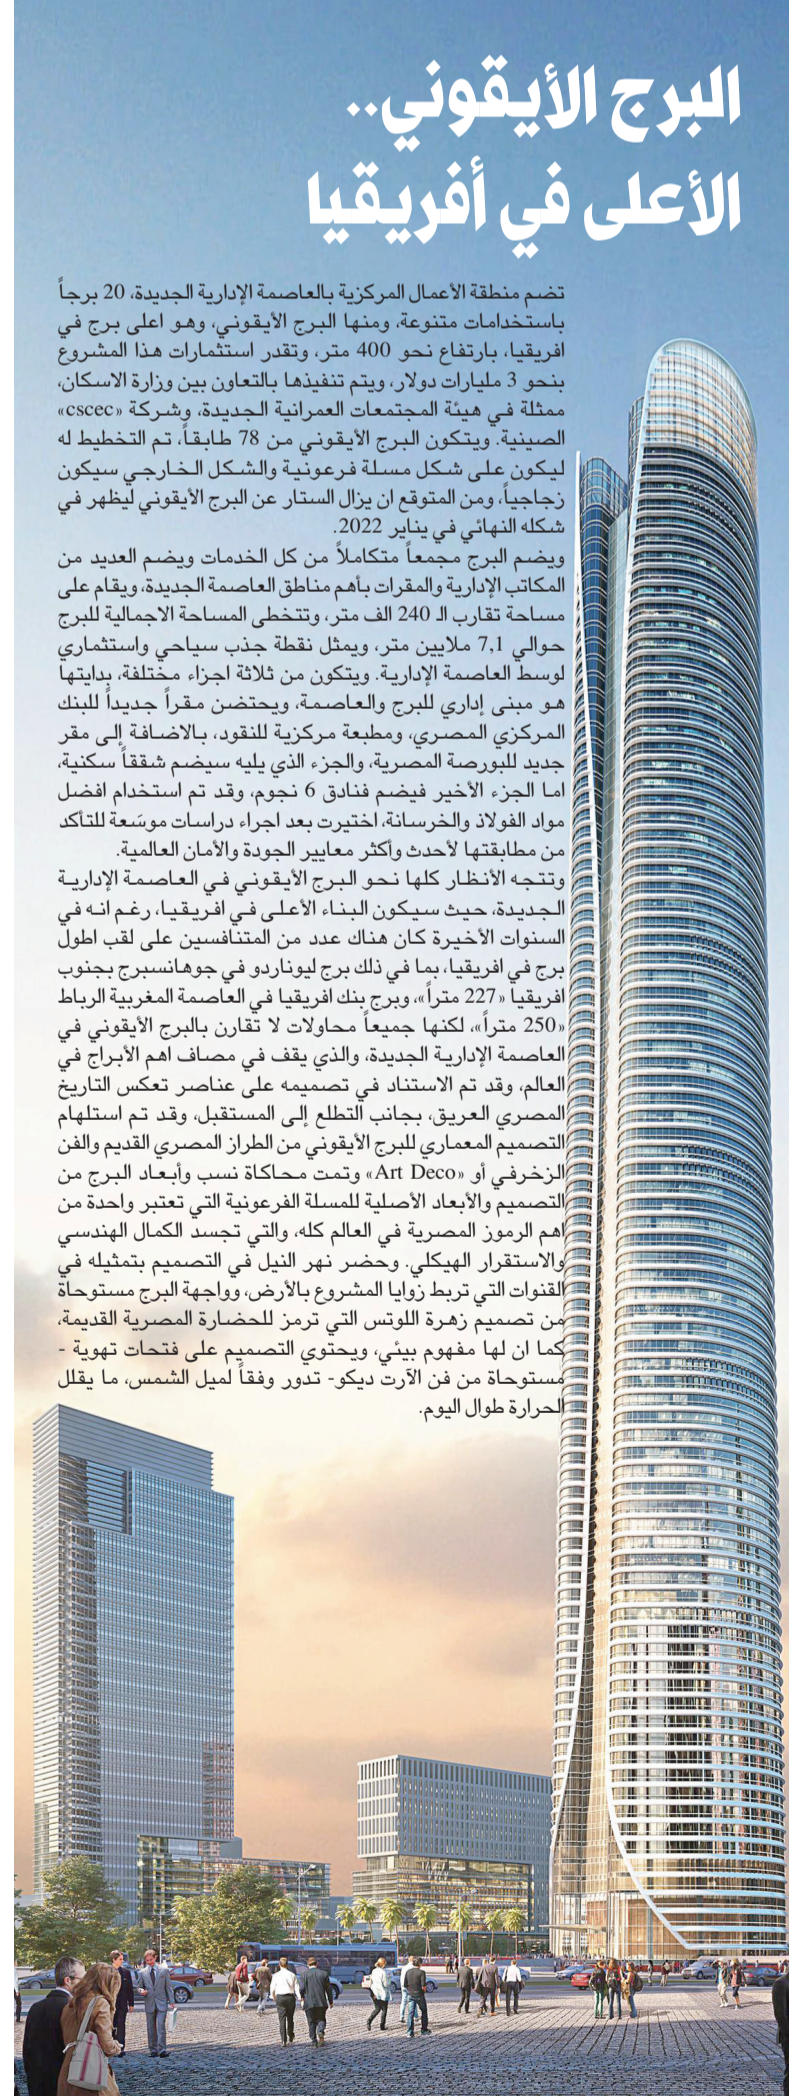 البرج الأيقوني..
الأعلى في أفريقيا
تضم منطقة الأعمال المركزية بالعاصمة الإدارية الجديدة، 20 برجاً
باستخدامات متنوعة، ومنها البرج الأيقوني، وهو اعلى برج في
افريقيا، بارتفاع نحو 400 متر، وتقدر استثمارات هذا المشروع
بنحو 3 مليارات دولار، ويتم تنفيذها بالتعاون بين وزارة الاسكان،
ممثلة في هيئة المجتمعات العمرانية الجديدة، وشركة «cscec»
الصينية. ويتكون البرج الأيقوني من 78 طابقاً، تم التخطيط له
ليكون على شكل مسلة فرعونية والشكل الخارجي سيكون
زجاجياً، ومن المتوقع ان يزال الستار عن البرج الأيقوني ليظهر في
شكله النهائي في يناير 2022.
ويضم البرج مجمعاً متكاملاً من كل الخدمات ويضم العديد من
المكاتب الإدارية والمقرات بأهم مناطق العاصمة الجديدة، ويقام على
مساحة تقارب الـ 240 الف متر، وتتخطى المساحة الاجمالية للبرج
حوالي 7,1 ملايين متر، ويمثل نقطة جذب سياحي واستثماري
لوسط العاصمة الإدارية. ويتكون من ثلاثة اجزاء مختلفة، بدايتها
هو مبنى إداري للبرج والعاصمة، ويحتضن مقراً جديداً للبنك
المركزي المصري، ومطبعة مركزية للنقود، بالاضافة إلى مقر
جديد للبورصة المصرية، والجزء الذي يليه سيضم شققاً سكنية،
اما الجزء الأخير فيضم فنادق 6 نجوم، وقد تم استخدام افضل
مواد الفولاذ والخرسانة، اختيرت بعد اجراء دراسات موسّعة للتأكد
من مطابقتها لأحدث وأكثر معايير الجودة والأمان العالمية.
وتتجه الأنظار كلها نحو البرج الأيقوني في العاصمة الإدارية
الجديدة، حيث سيكون البناء الأعلى في افريقيا، رغم انه في
السنوات الأخيرة كان هناك عدد من المتنافسين على لقب اطول
برج في افريقيا، بما في ذلك برج ليوناردو في جوهانسبرج بجنوب
افريقيا «227 متراً»، وبرج بنك افريقيا في العاصمة المغربية الرباط
«250 متراً»، لكنها جميعاً محاولات لا تقارن بالبرج الأيقوني في
العاصمة الإدارية الجديدة، والذي يقف في مصاف اهم الأبراج في
العالم، وقد تم الاستناد في تصميمه على عناصر تعكس التاريخ
المصري العريق، بجانب التطلع إلى المستقبل، وقد تم استلهام
التصميم المعماري للبرج الأيقوني من الطراز المصري القديم والفن
الزخرفي أو «Art Deco» وتمت محاكاة نسب وأبعاد البرج من
التصميم والأبعاد الأصلية للمسلة الفرعونية التي تعتبر واحدة من
اهم الرموز المصرية في العالم كله، والتي تجسد الكمال الهندسي
والاستقرار الهيكلي. وحضر نهر النيل في التصميم بتمثيله في
القنوات التي تربط زوايا المشروع بالأرض، وواجهة البرج مستوحاة
من تصميم زهرة اللوتس التي ترمز للحضارة المصرية القديمة،
كما ان لها مفهوم بيئي، ويحتوي التصميم على فتحات تهوية -
مستوحاة من فن الآرت ديكو- تدور وفقاً لميل الشمس، ما يقلل
الحرارة طوال اليوم.